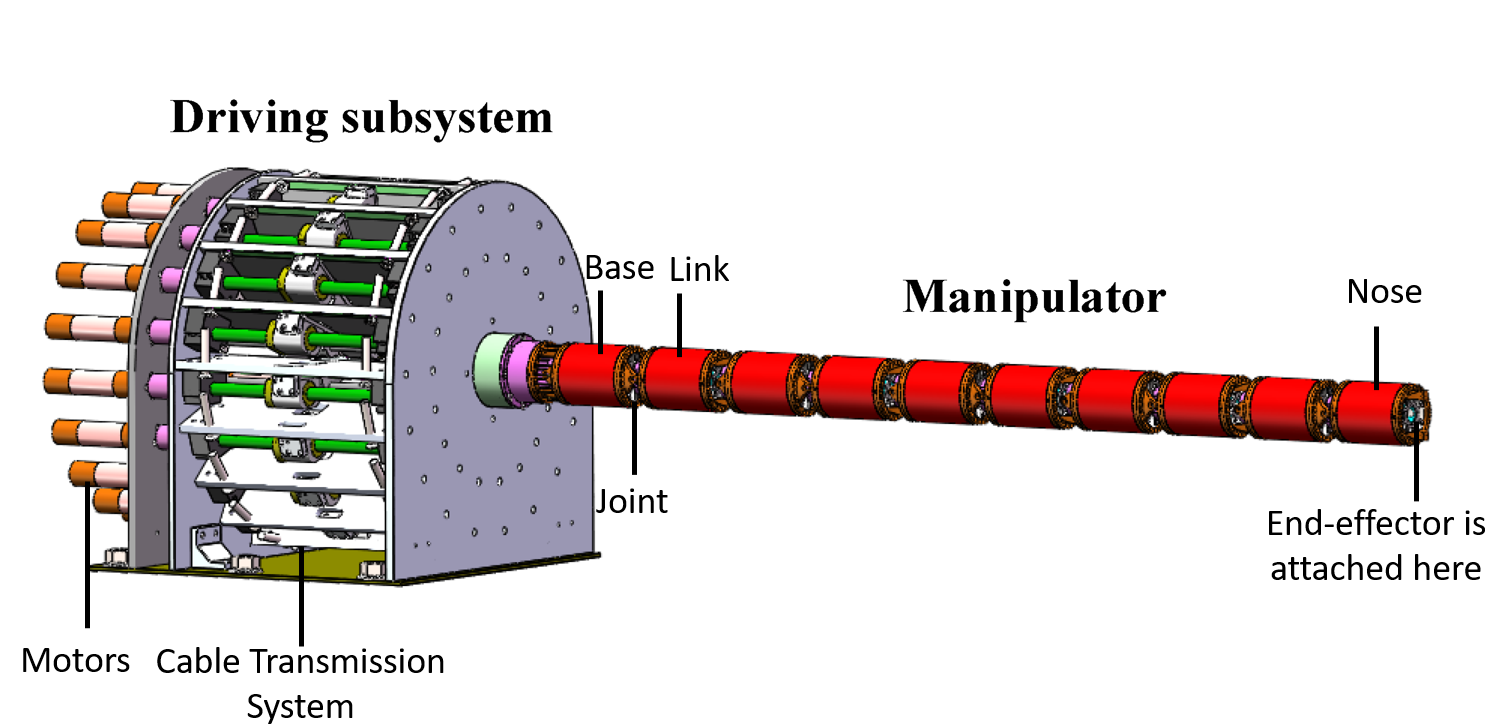 Driving subsystem
Base
Link
Manipulator
Nose
Joint
End-effector is
attached here
Motors
Cable Transmission
System